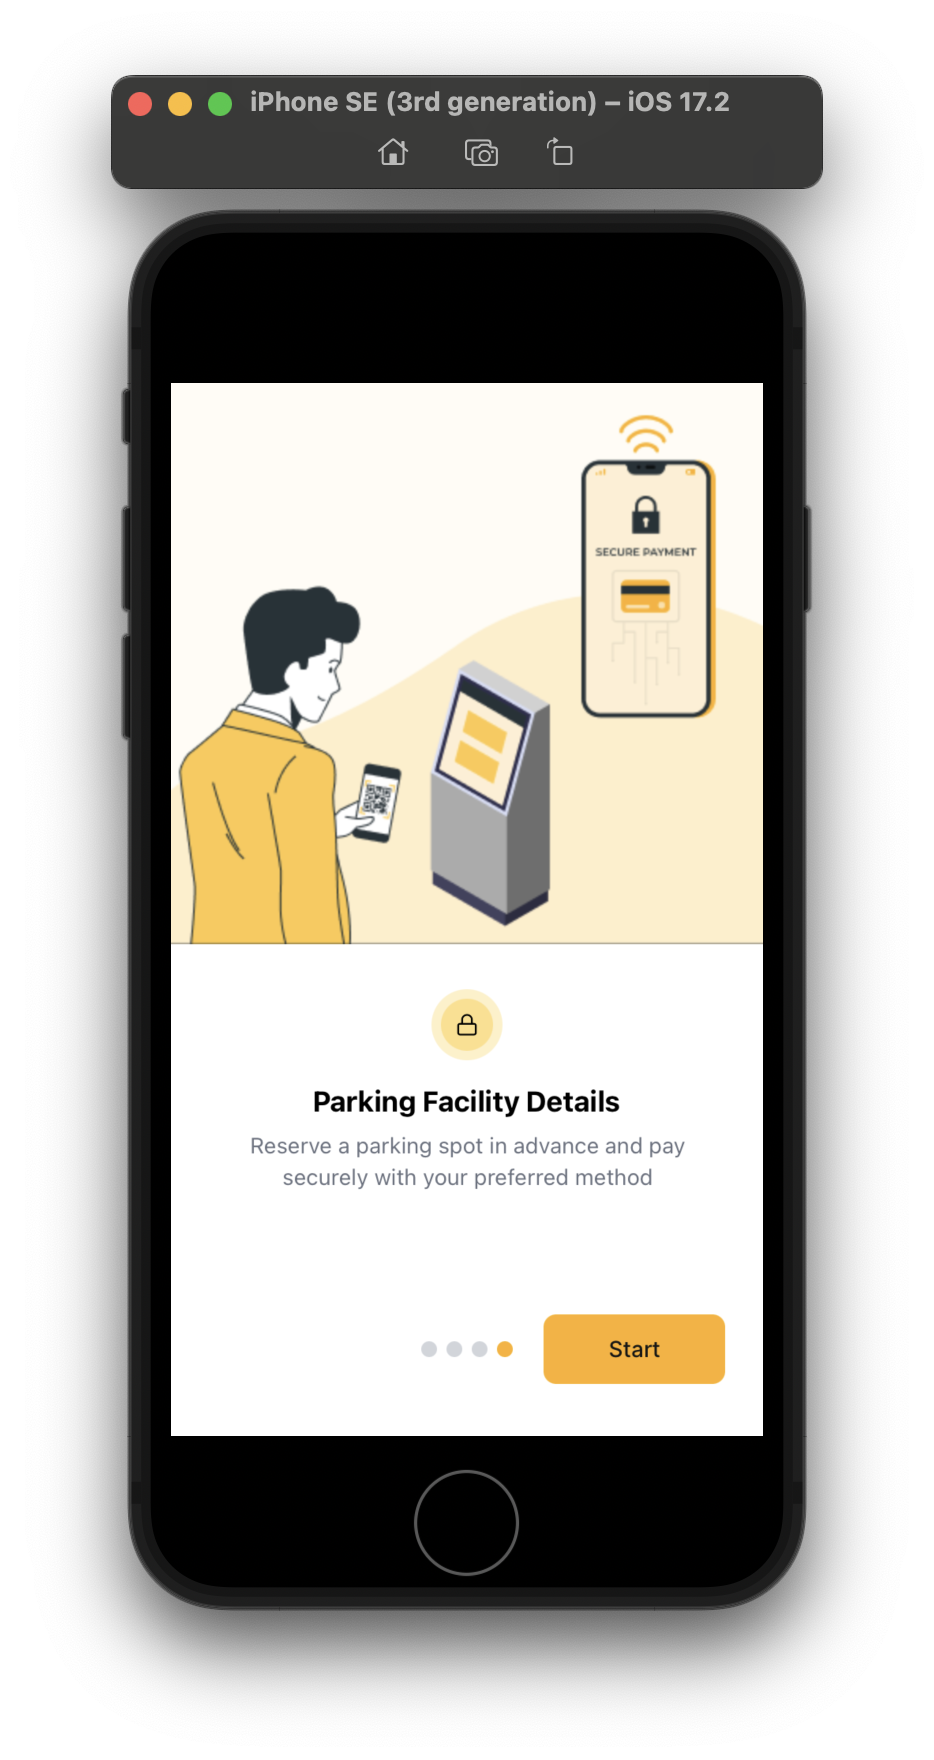 iPhone SE (3rd generation) – iOS 17.2
SECURE PAYMENT
Parking Facility Details
Reserve a parking spot in advance and pay
securely with your preferred method
Start